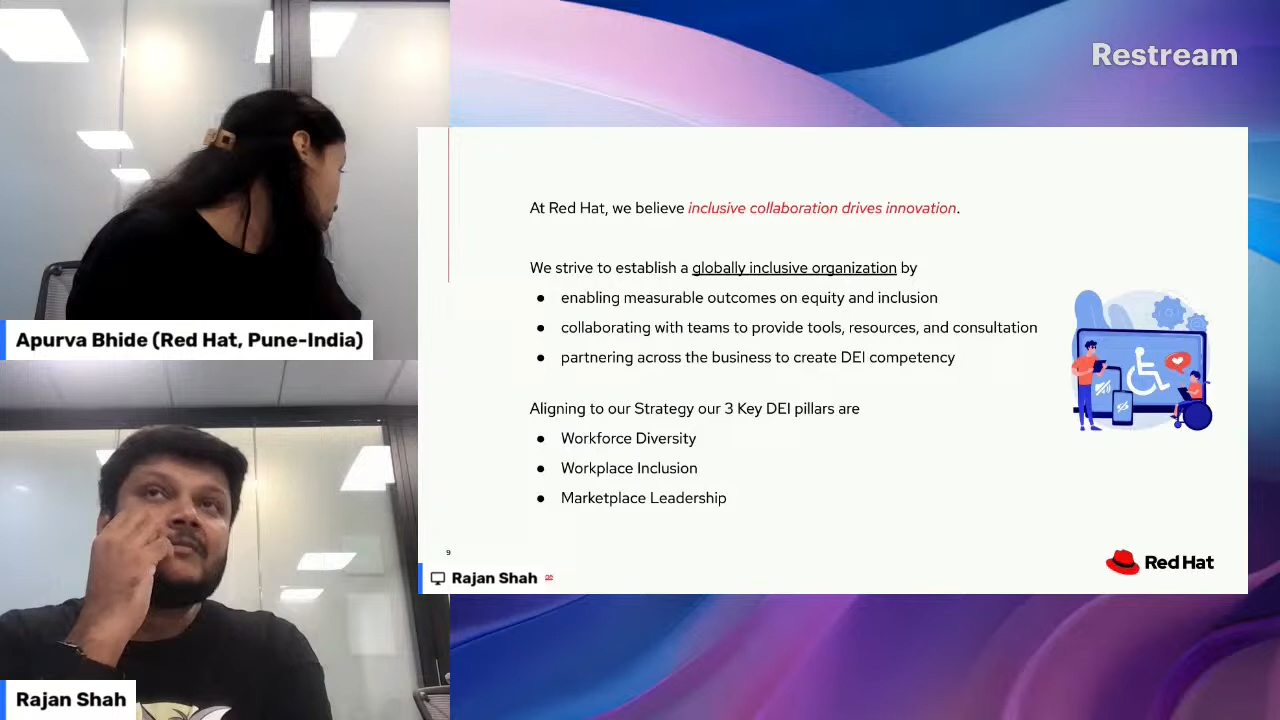 Restream
At Red Hat, we believe inclusive collaboration drives innovation.
We strive to establish a globally inclusive organization by
● enabling measurable outcomes on equity and inclusion
● collaborating with teams to provide tools, resources, and consultation
● partnering across the business to create DEI competency
Aligning to our Strategy our 3 Key DEI pillars are
● Workforce Diversity
● Workplace Inclusion
● Marketplace Leadership
9
Red Hat
Rajan Shah
Apurva Bhide (Red Hat, Pune-India)
Rajan Shah